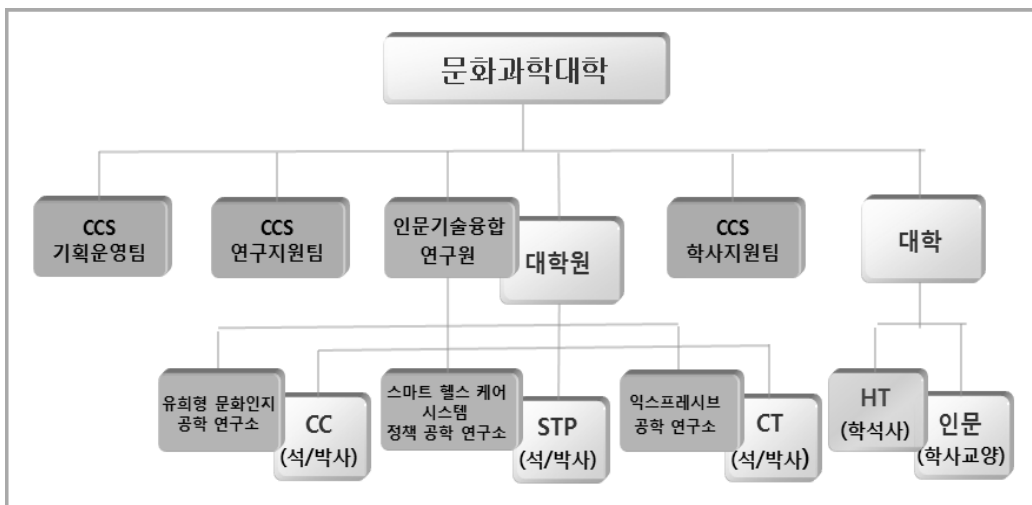 문화과학대학
CCS
기획운영팀
CCS
연구지원팀
인문기술융합
연구원
대학원
CCS
학사지원팀
대학
유희형 문화인지
공학 연구소
CC
(석/박사)
스마트 헬스 케어
시스템
정책 공학 연구소
STP
(석/박사)
익스프레시브
공학 연구소
CT
(석/박사)
HT
(학석사)
인문
(학사교양)